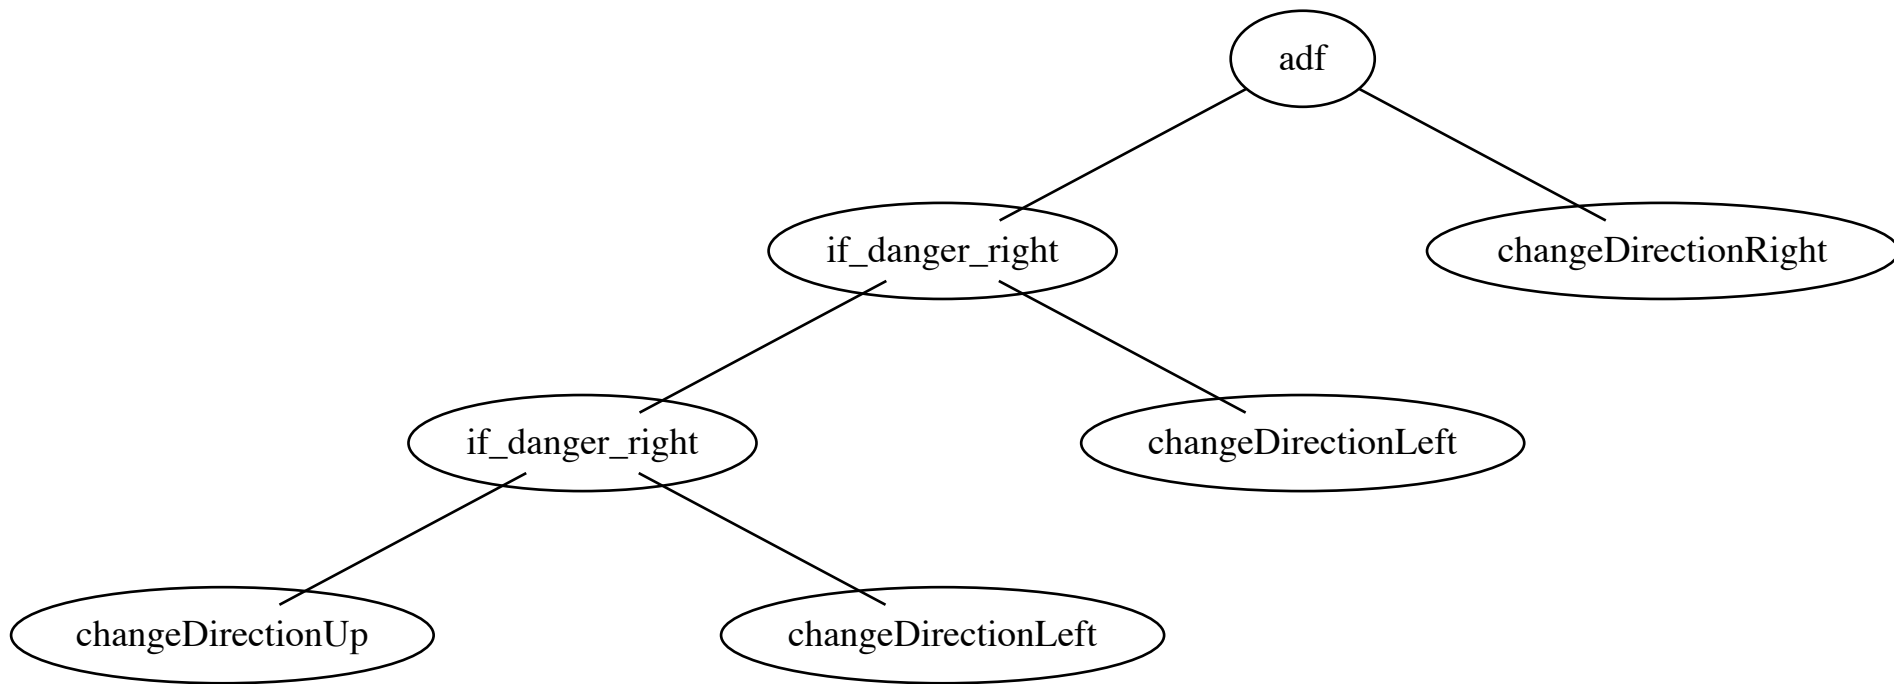 adf
if_danger_right
changeDirectionRight
if_danger_right
changeDirectionLeft
changeDirectionUp
changeDirectionLeft